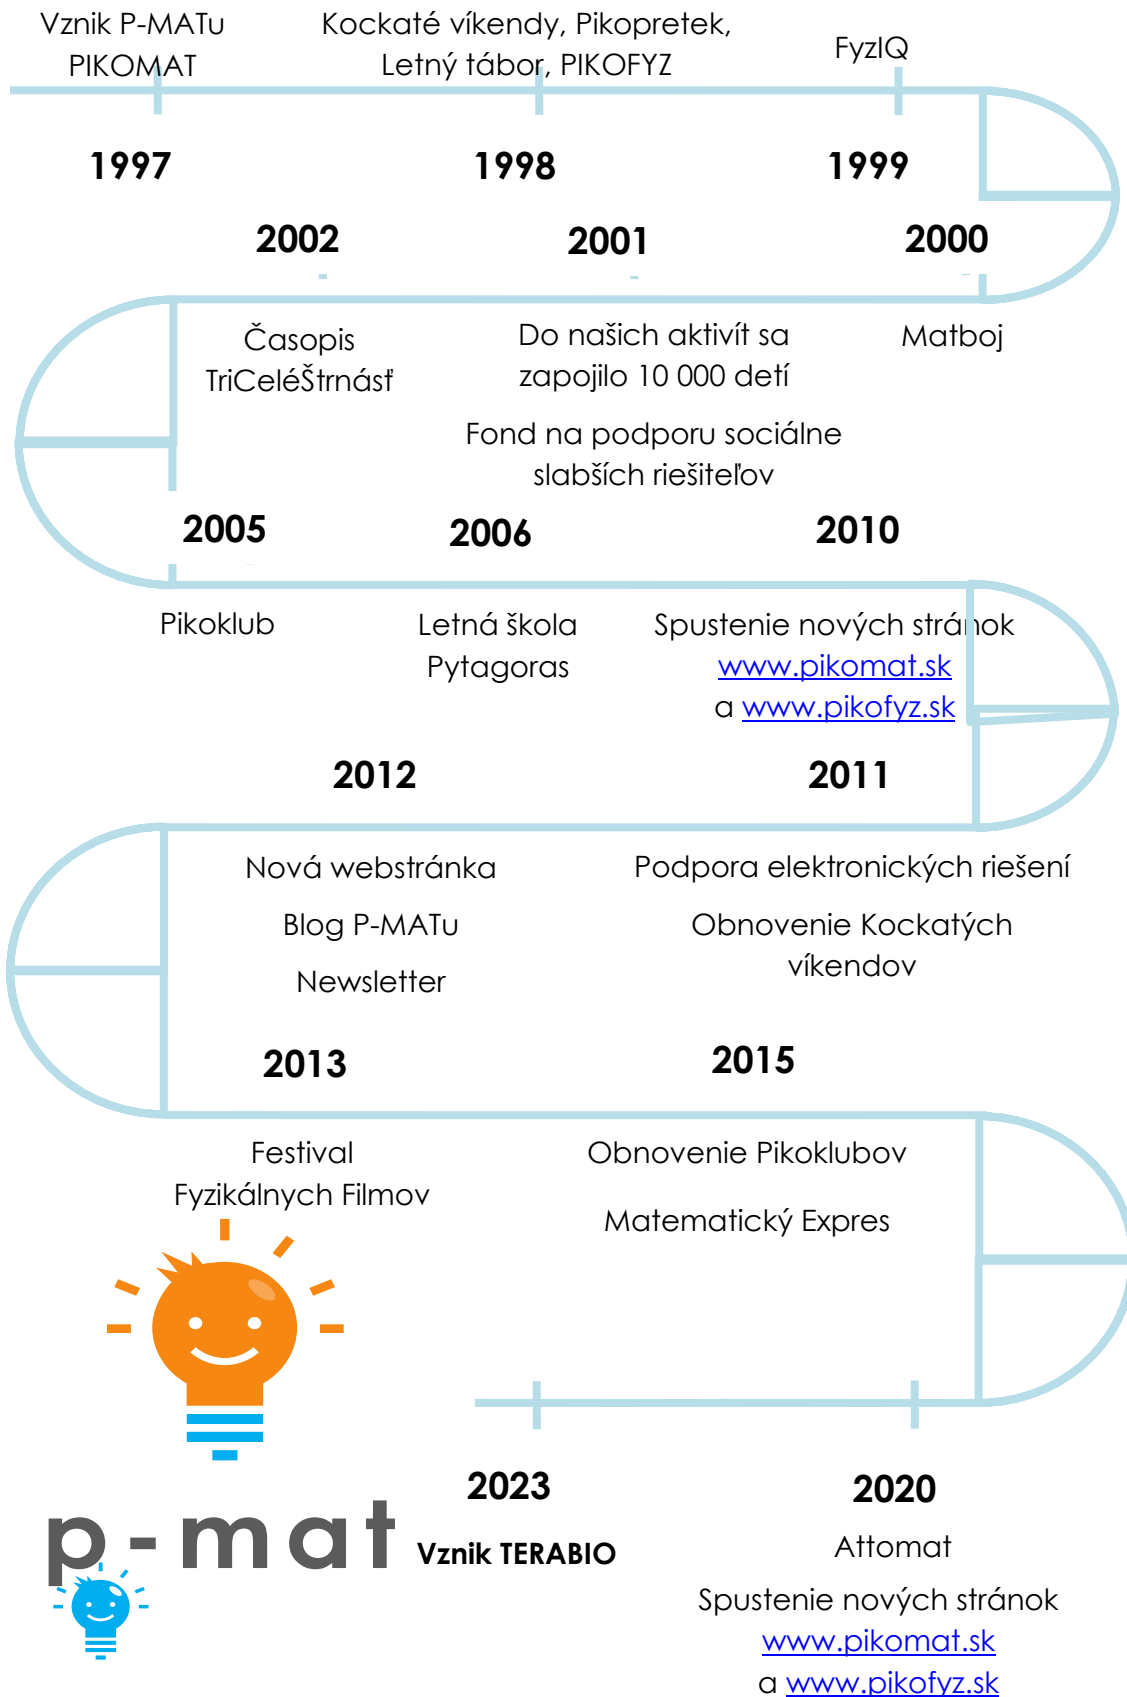 Vznik P-MATu
PIKOMAT
Kockaté víkendy, Pikopretek,
Letný tábor, PIKOFYZ
FyzIQ
1997
1998
1999
2002
2001
2000
Časopis
TriCeléŠtrnásť
Do našich aktivít sa
zapojilo 10 000 detí
Fond na podporu sociálne
slabších riešiteľov
Matboj
2005
2006
2010
Pikoklub
Letná škola
Pytagoras
Spustenie nových stránok
www.pikomat.sk
a www.pikofyz.sk
2012
2011
Nová webstránka
Blog P-MATu
Newsletter
Podpora elektronických riešení
Obnovenie Kockatých
víkendov
2013
2015
Festival
Fyzikálnych Filmov
Obnovenie Pikoklubov
Matematický Expres
2023
2020
p-mat
Vznik TERABIO
Attomat
Spustenie nových stránok
www.pikomat.sk
a www.pikofyz.sk